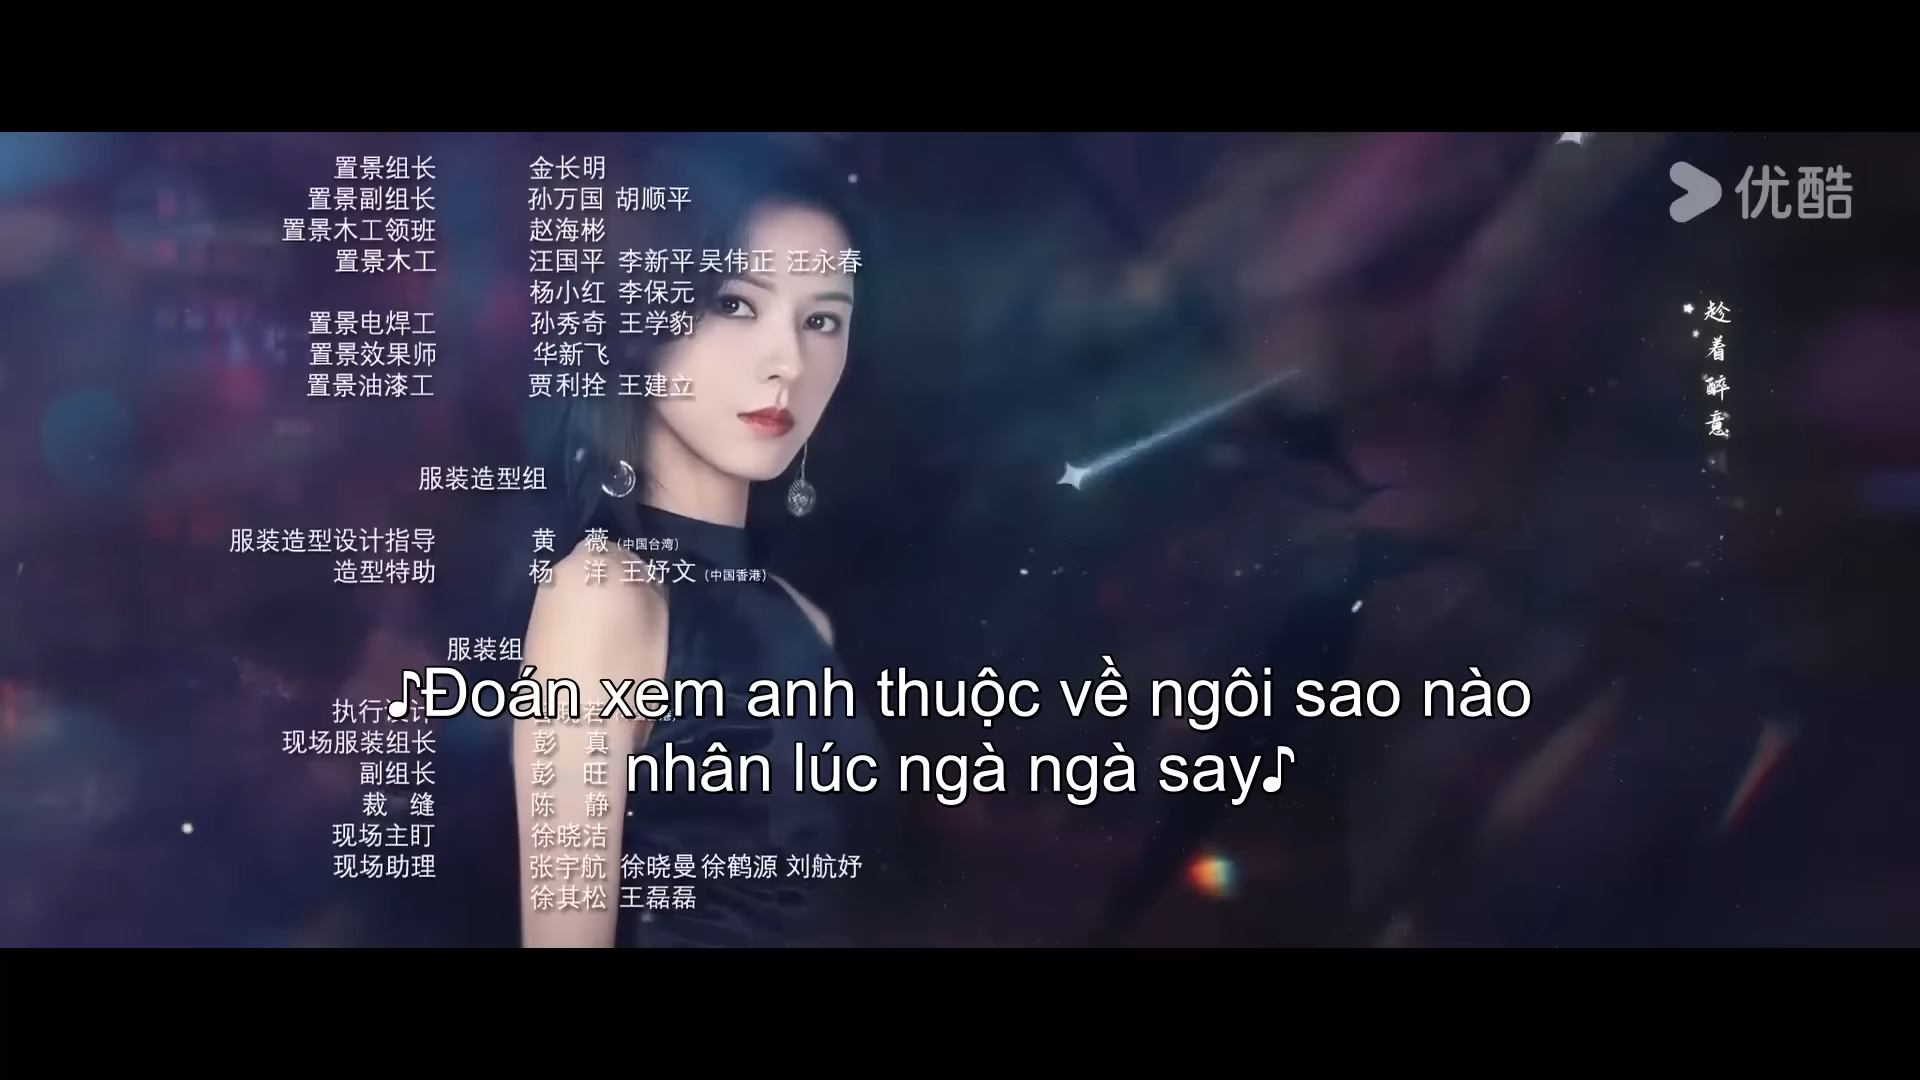 置景组长 金长明
置景副组长 孙万国 胡顺平
置景木工领班 赵海彬
置景木工 汪国平 李新平 吴伟正 汪永春
杨小红 李保元
置景电焊工 孙秀奇 王学豹
置景效果师 华新飞
置景油漆工 贾利拴 王建立
服装造型组
服装造型设计指导 黄 薇(中国台湾)
造型特助 杨 洋 王妤文(中国香港)
服装组
执行设计
现场服装组长 彭 真
副组长 彭 旺
裁 缝 陈 静
现场主盯 徐晓洁
现场助理 张宇航 徐晓曼 徐鹤源 刘航妤
徐其松 王磊磊
优酷
趁着醉意
♪Đoán xem anh thuộc về ngôi sao nào
nhân lúc ngà ngà say♪